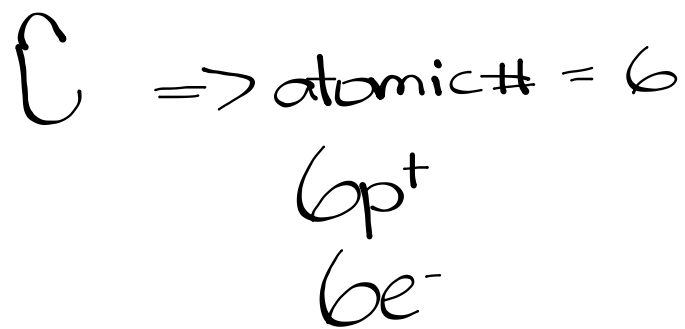 C => atomic# = 6
6p⁺
6e⁻